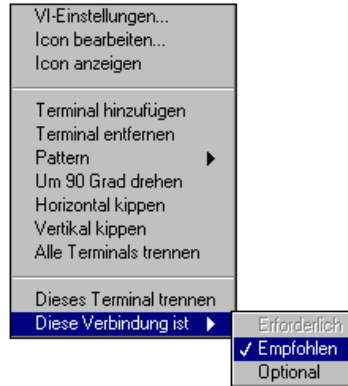 VI-Einstellungen...
Icon bearbeiten...
Icon anzeigen
Terminal hinzufügen
Terminal entfernen
Pattern
Um 90 Grad drehen
Horizontal kippen
Vertikal kippen
Alle Terminals trennen
Dieses Terminal trennen
Diese Verbindung ist
Erforderlich
Empfohlen
Optional